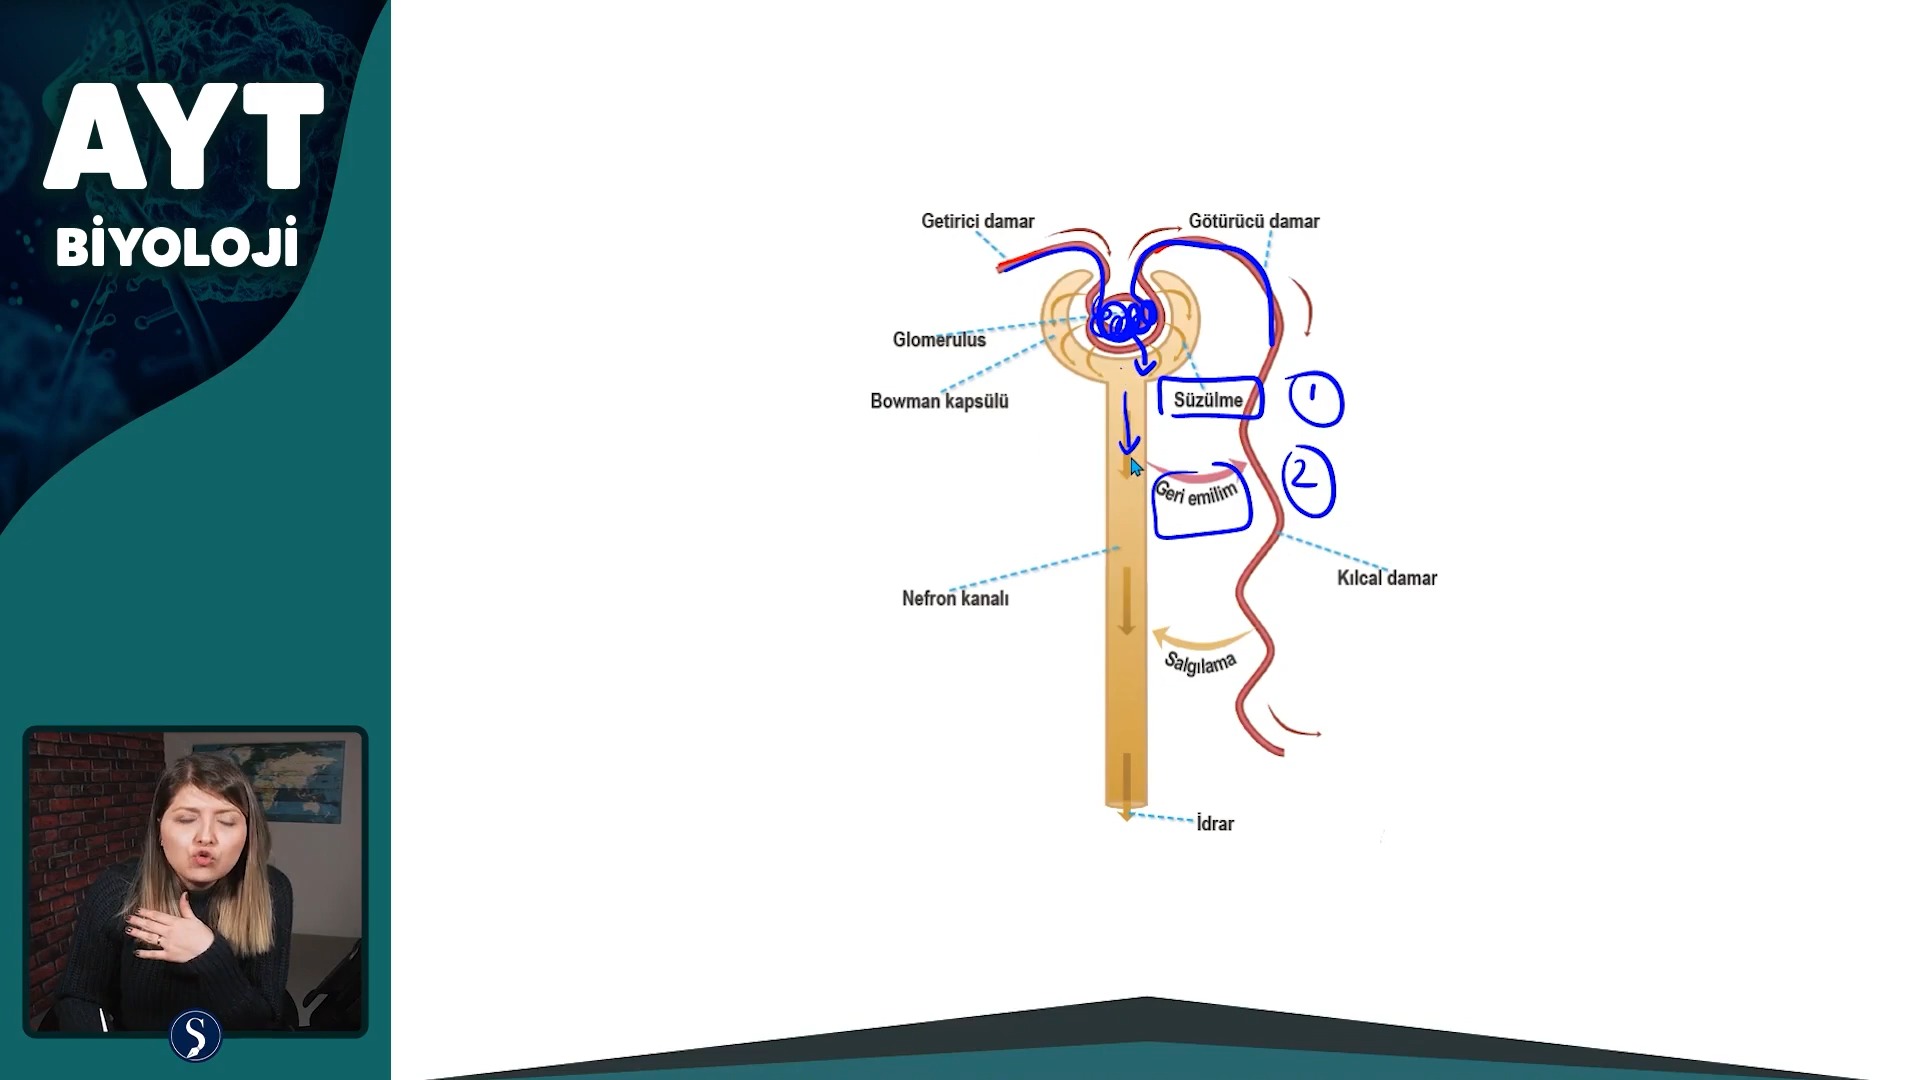 AYT
BİYOLOJİ
Getirici damar
Götürücü damar
Glomerulus
Bowman kapsülü
Süzülme
1
2
Geri emilim
Kılcal damar
Nefron kanalı
Salgılama
İdrar
S